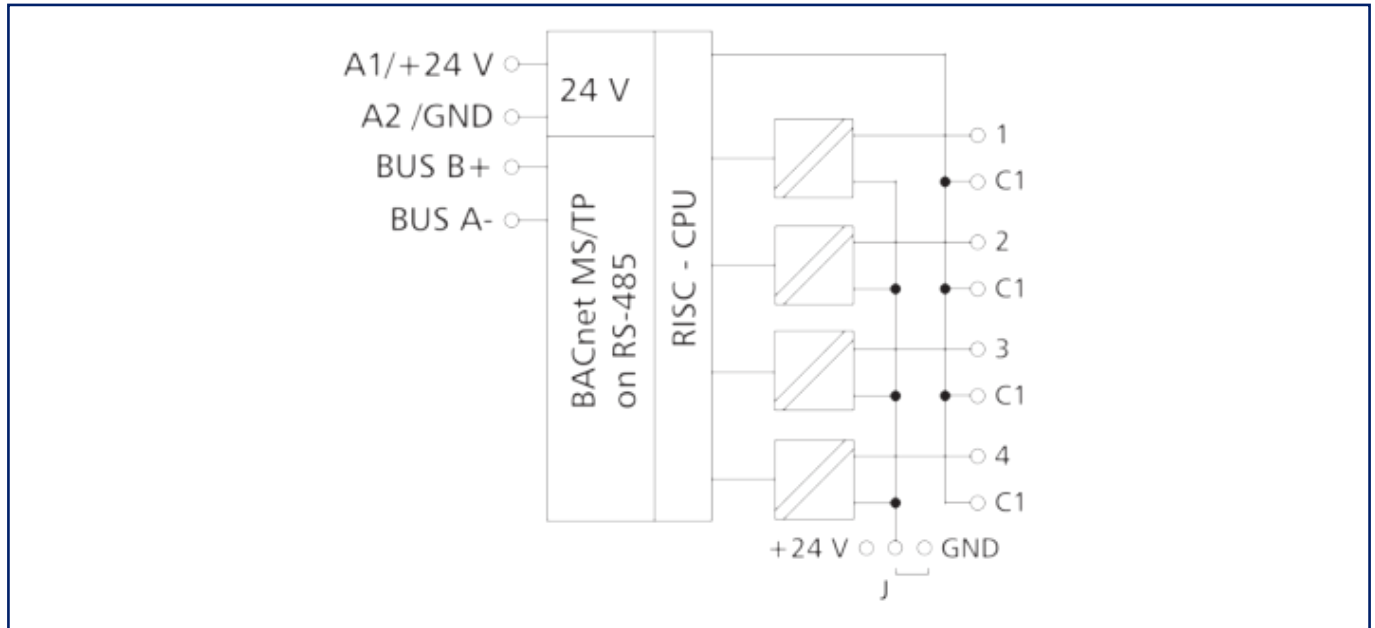 A1/+24 V
A2 /GND
BUS B+
BUS A-
24 V
BACnet MS/TP
on RS-485
RISC - CPU
1
C1
2
C1
3
C1
4
C1
+24 V
GND
J